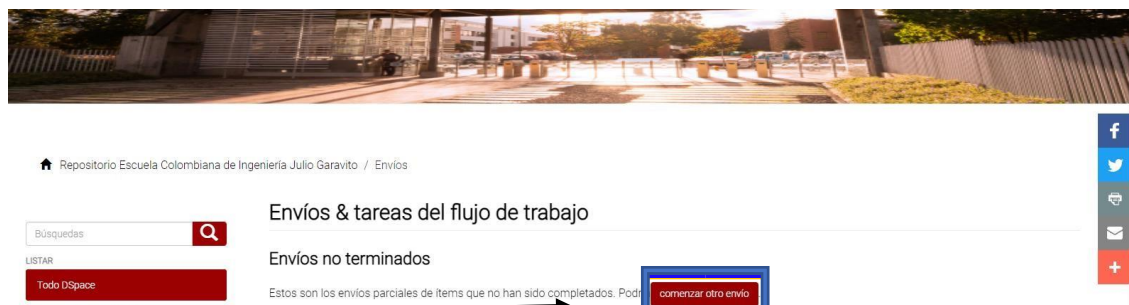 Repositorio Escuela Colombiana de Ingeniería Julio Garavito / Envíos
Envíos & tareas del flujo de trabajo
Búsquedas
LISTAR
Envíos no terminados
Todo DSpace
Estos son los envíos parciales de ítems que no han sido completados. comenzar otro envío